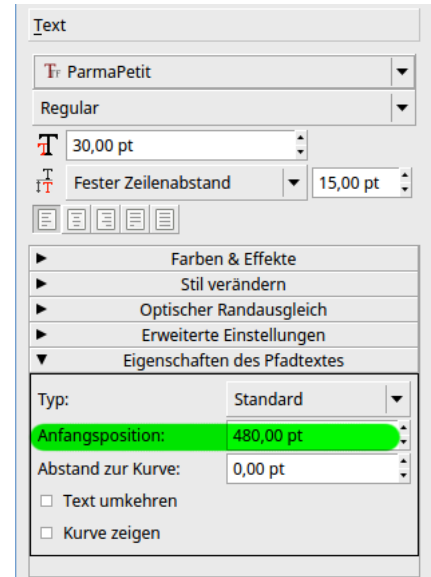 Text
ParmaPetit
Regular
30,00 pt
Fester Zeilenabstand 15,00 pt
Farben & Effekte
Stil verändern
Optischer Randausgleich
Erweiterte Einstellungen
Eigenschaften des Pfadtextes
Typ: Standard
Anfangsposition: 480,00 pt
Abstand zur Kurve: 0,00 pt
Text umkehren
Kurve zeigen